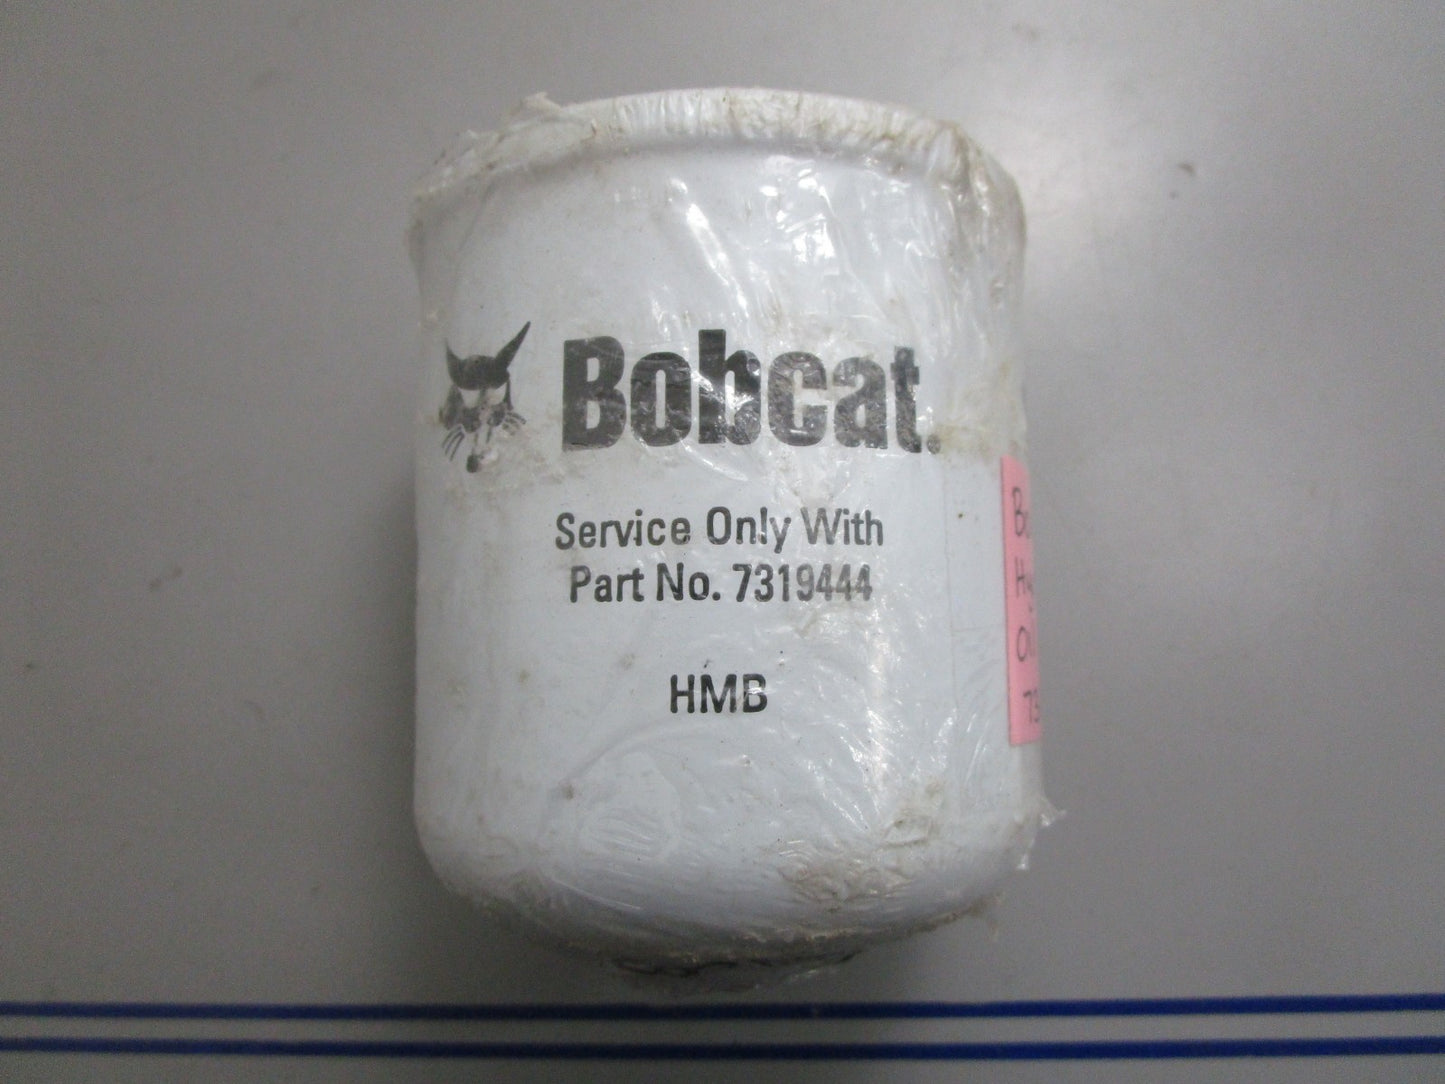 Bobcat.
Service Only With
Part No. 7319444
HMB